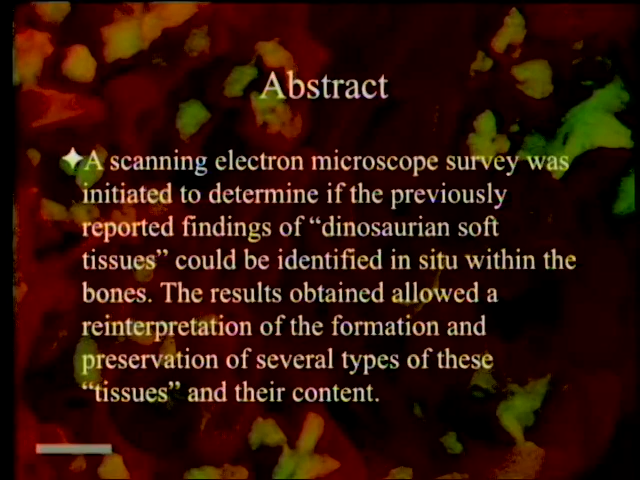 Abstract
A scanning electron microscope survey was
initiated to determine if the previously
reported findings of “dinosaurian soft
tissues” could be identified in situ within the
bones. The results obtained allowed a
reinterpretation of the formation and
preservation of several types of these
“tissues” and their content.